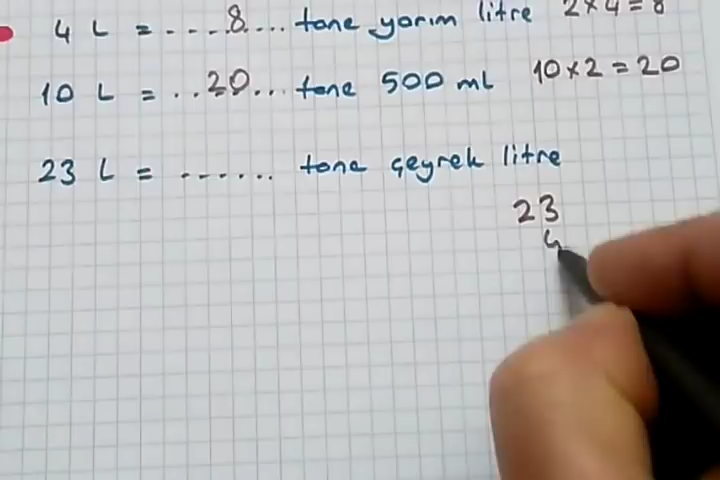 4 L = ....8.... tane yarım litre 2×4=8
10 L = ..20... tane 500 mL 10×2=20
23 L = ...... tane çeyrek litre
23
4